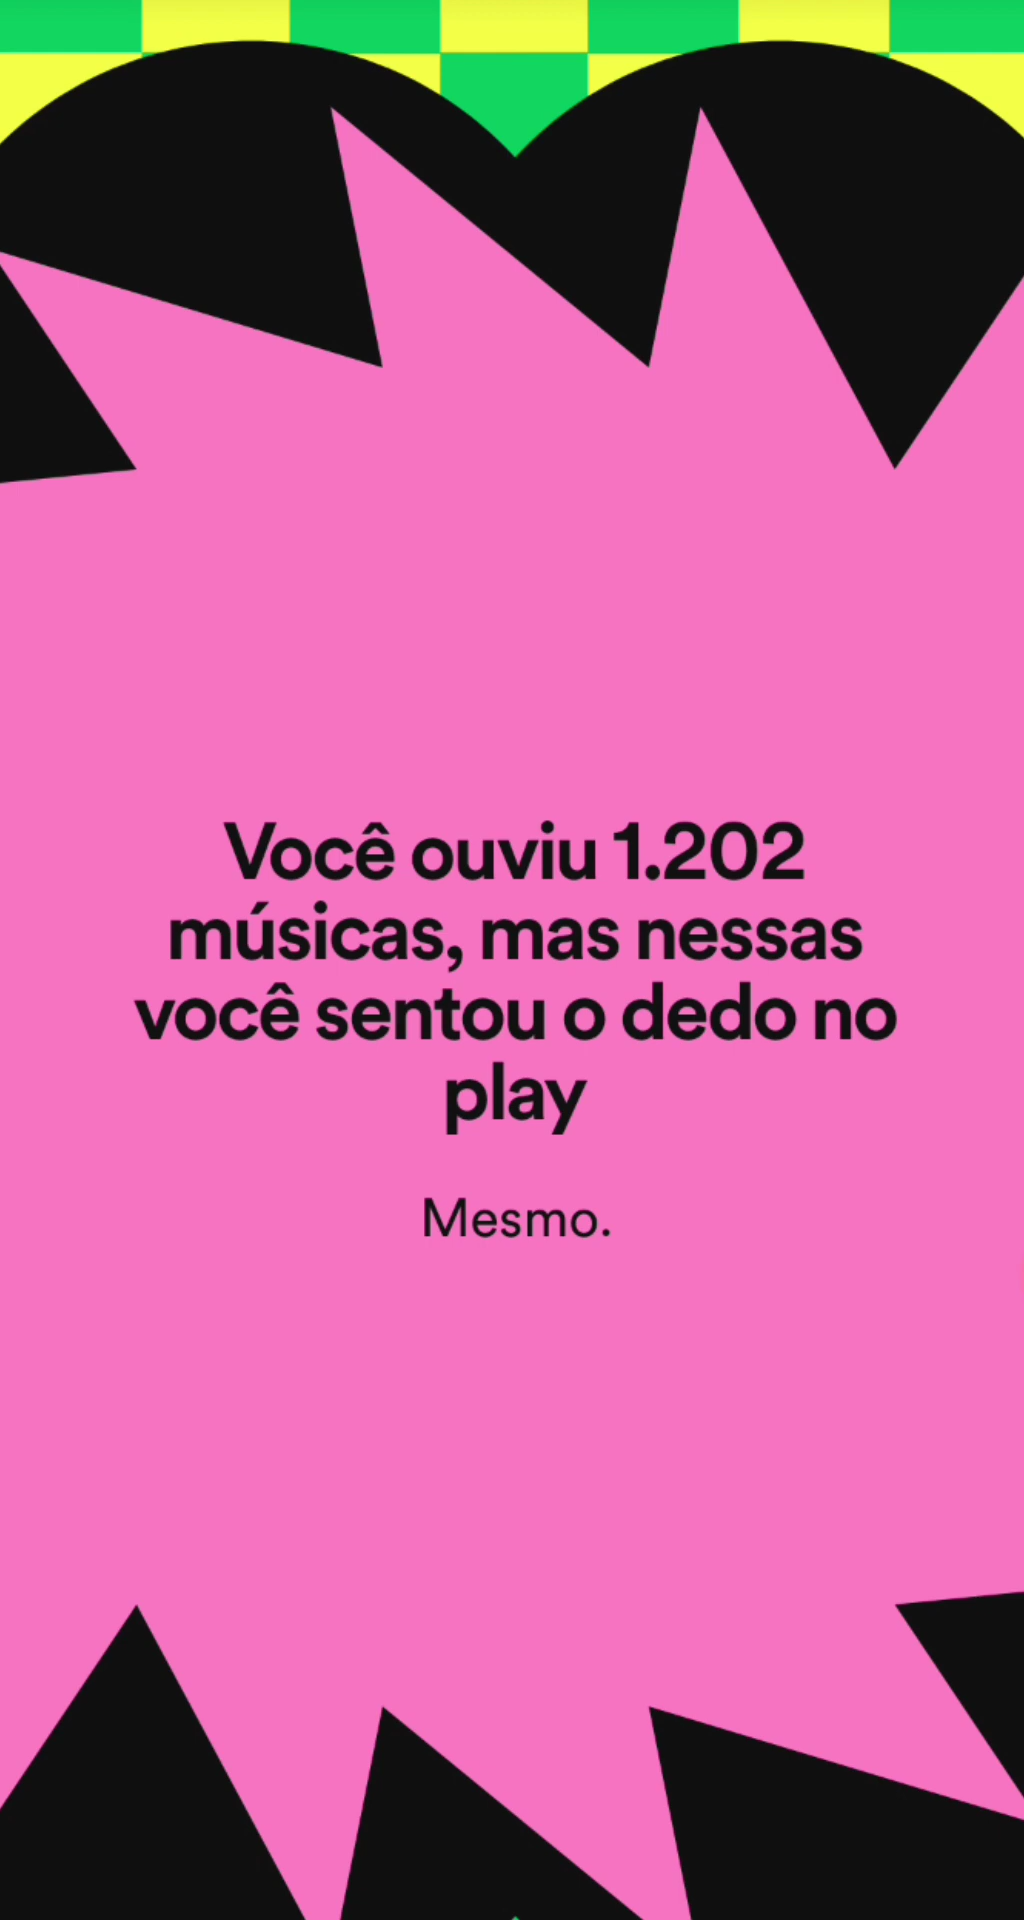 Você ouviu 1.202
músicas, mas nessas
você sentou o dedo no
play
Mesmo.